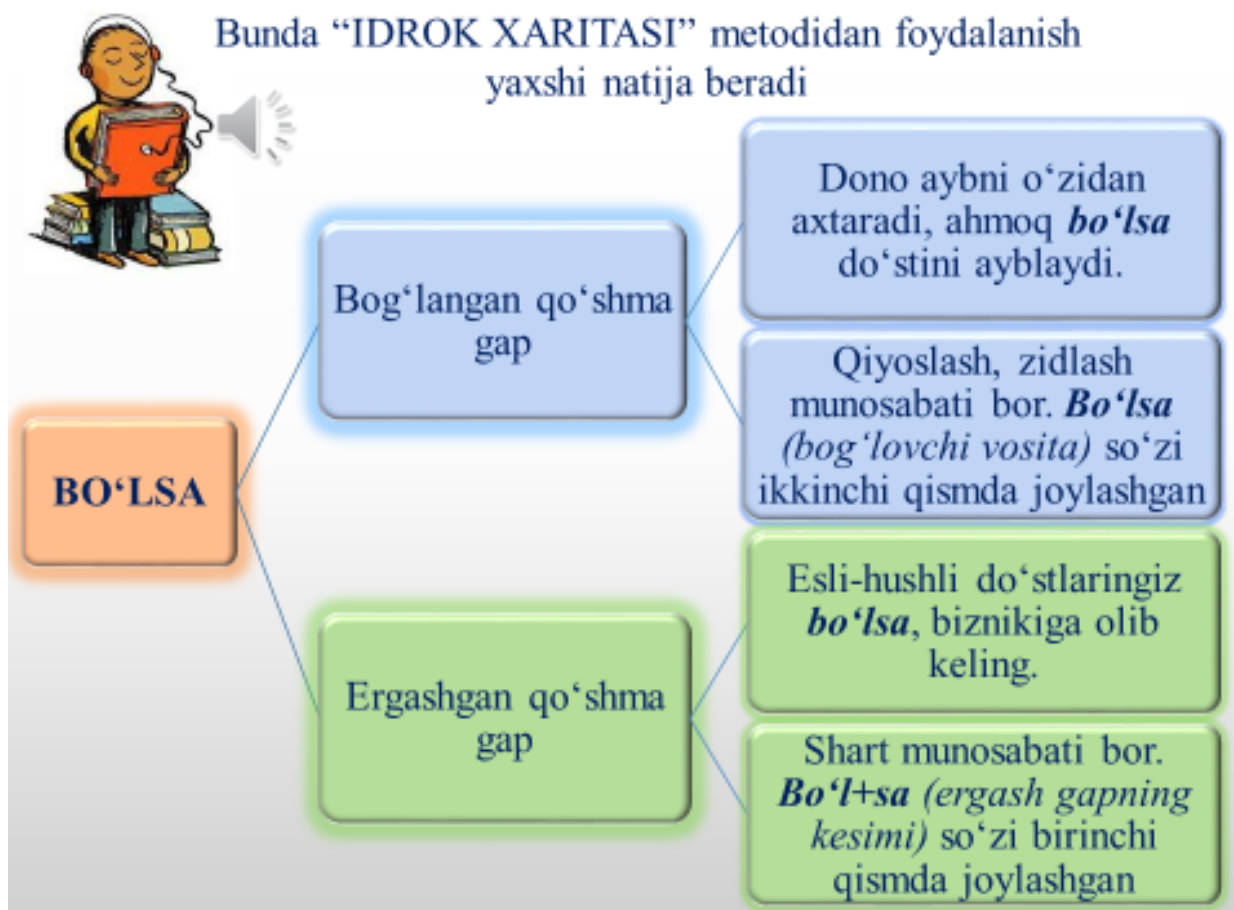 Bunda “IDROK XARITASI” metodidan foydalanish
yaxshi natija beradi
BO‘LSA
Bog‘langan qo‘shma
gap
Dono aybni o‘zidan
axtaradi, ahmoq bo‘lsa
do‘stini ayblaydi.
Qiyoslash, zidlash
munosabati bor. Bo‘lsa
(bog‘lovchi vosita) so‘zi
ikkinchi qismda joylashgan
Ergashgan qo‘shma
gap
Esli-hushli do‘stlaringiz
bo‘lsa, biznikiga olib
keling.
Shart munosabati bor.
Bo‘l+sa (ergash gapning
kesimi) so‘zi birinchi
qismda joylashgan